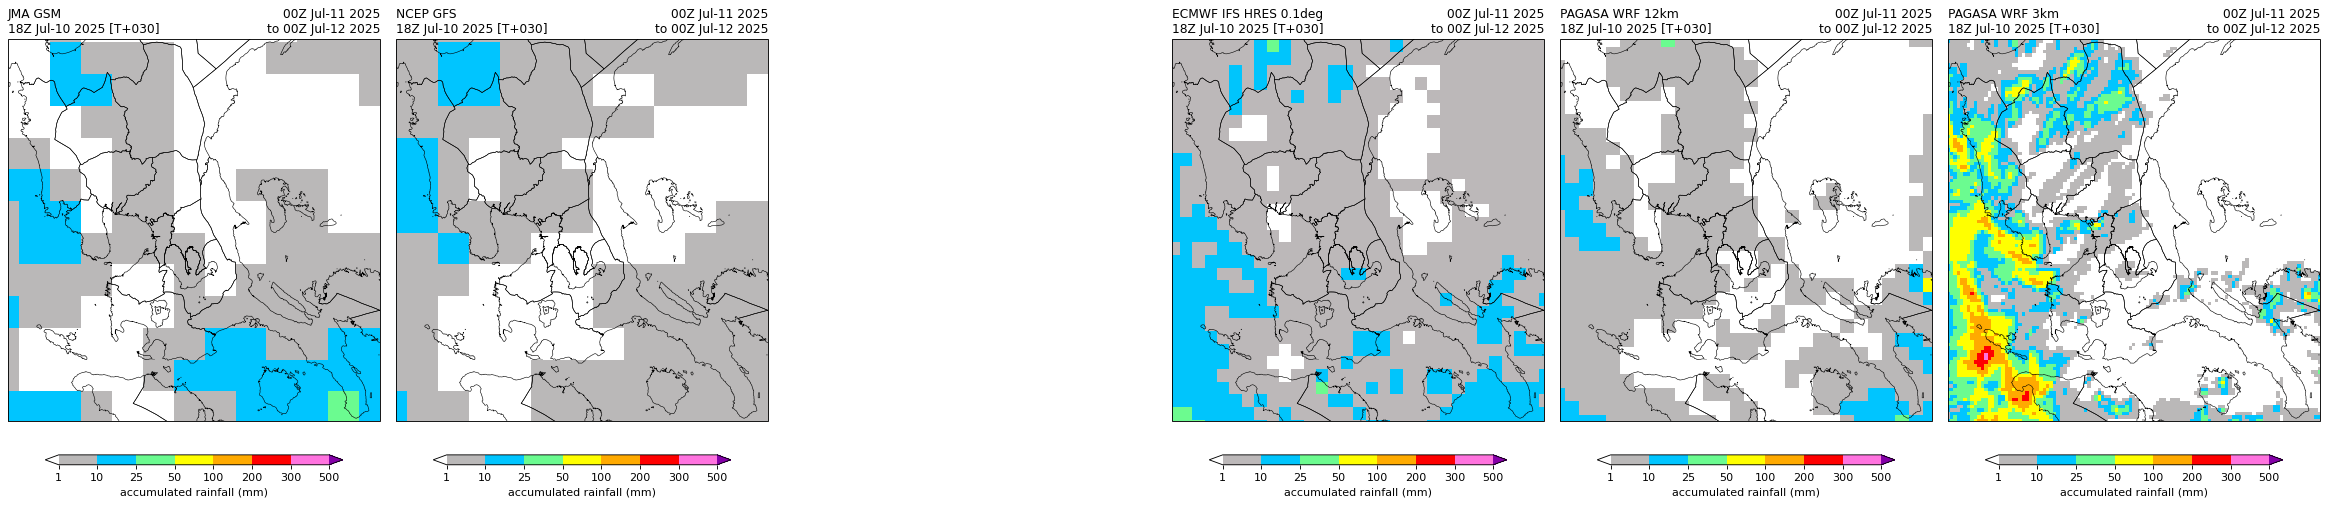 JMA GSM 00Z Jul-11 2025
18Z Jul-10 2025 [T+030] to 00Z Jul-12 2025
NCEP GFS 00Z Jul-11 2025
18Z Jul-10 2025 [T+030] to 00Z Jul-12 2025
ECMWF IFS HRES 0.1deg 00Z Jul-11 2025
18Z Jul-10 2025 [T+030] to 00Z Jul-12 2025
PAGASA WRF 12km 00Z Jul-11 2025
18Z Jul-10 2025 [T+030] to 00Z Jul-12 2025
PAGASA WRF 3km 00Z Jul-11 2025
18Z Jul-10 2025 [T+030] to 00Z Jul-12 2025
1 10 25 50 100 200 300 500
accumulated rainfall (mm)
1 10 25 50 100 200 300 500
accumulated rainfall (mm)
1 10 25 50 100 200 300 500
accumulated rainfall (mm)
1 10 25 50 100 200 300 500
accumulated rainfall (mm)
1 10 25 50 100 200 300 500
accumulated rainfall (mm)